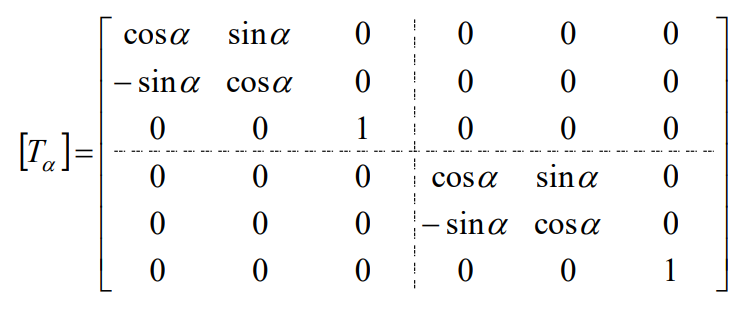 cosα sinα 0 0 0 0
−sinα cosα 0 0 0 0
0 0 1 0 0 0
[Tα]=
0 0 0 cosα sinα 0
0 0 0 −sinα cosα 0
0 0 0 0 0 1